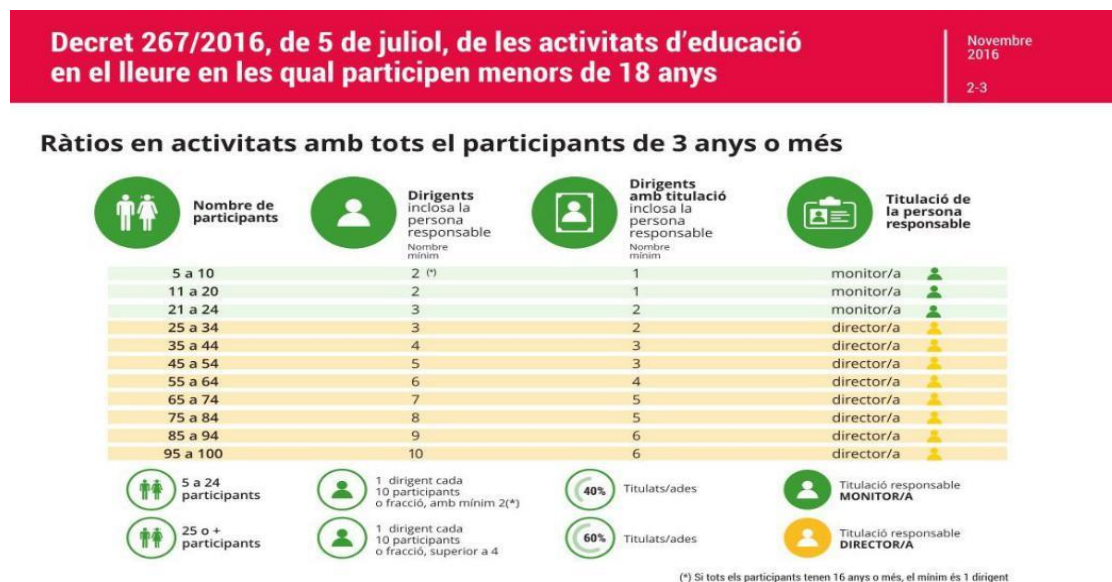 Decret 267/2016, de 5 de juliol, de les activitats d'educació
en el lleure en les qual participen menors de 18 anys
Novembre
2016
2-3
Ràtios en activitats amb tots el participants de 3 anys o més
Nombre de
participants
Dirigents
inclosa la
persona
responsable
Nombre
mínim
Dirigents
amb titulació
inclosa la
persona
responsable
Nombre
mínim
Titulació de
la persona
responsable
5 a 10 2 (*) 1 monitor/a
11 a 20 2 1 monitor/a
21 a 24 3 2 monitor/a
25 a 34 3 2 director/a
35 a 44 4 3 director/a
45 a 54 5 3 director/a
55 a 64 6 4 director/a
65 a 74 7 5 director/a
75 a 84 8 5 director/a
85 a 94 9 6 director/a
95 a 100 10 6 director/a
5 a 24
participants
1 dirigent cada
10 participants
o fracció, amb mínim 2(*)
40% Titulats/ades
Titulació responsable
MONITOR/A
25 o +
participants
1 dirigent cada
10 participants
o fracció, superior a 4
60% Titulats/ades
Titulació responsable
DIRECTOR/A
(*) Si tots els participants tenen 16 anys o més, el mínim és 1 dirigent